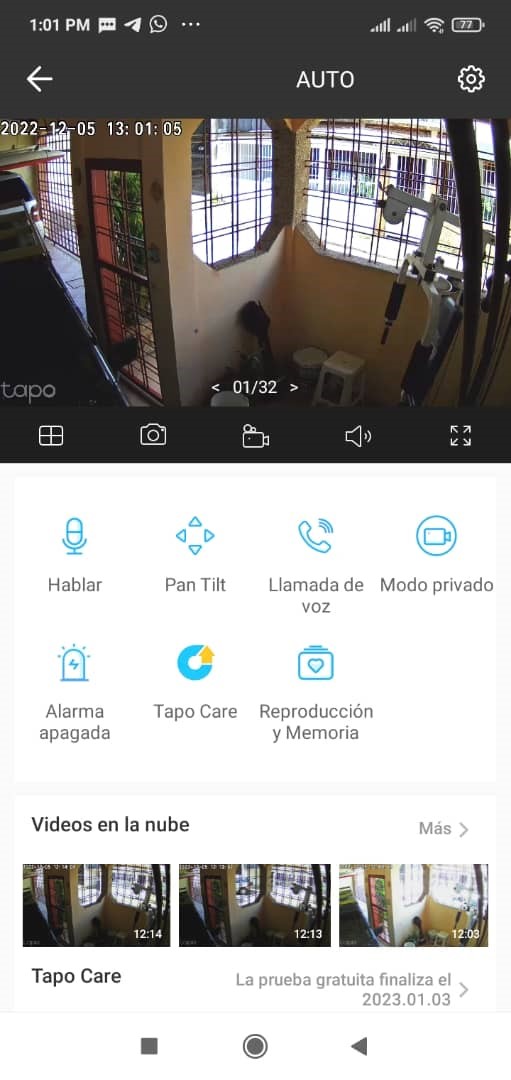 1:01 PM
77
AUTO
2022-12-05 13:01:05
tapo
< 01/32 >
Hablar
Pan Tilt
Llamada de
voz
Modo privado
Alarma
apagada
Tapo Care
Reproducción
y Memoria
Videos en la nube
Más
12:14
12:13
12:03
Tapo Care
La prueba gratuita finaliza el
2023.01.03